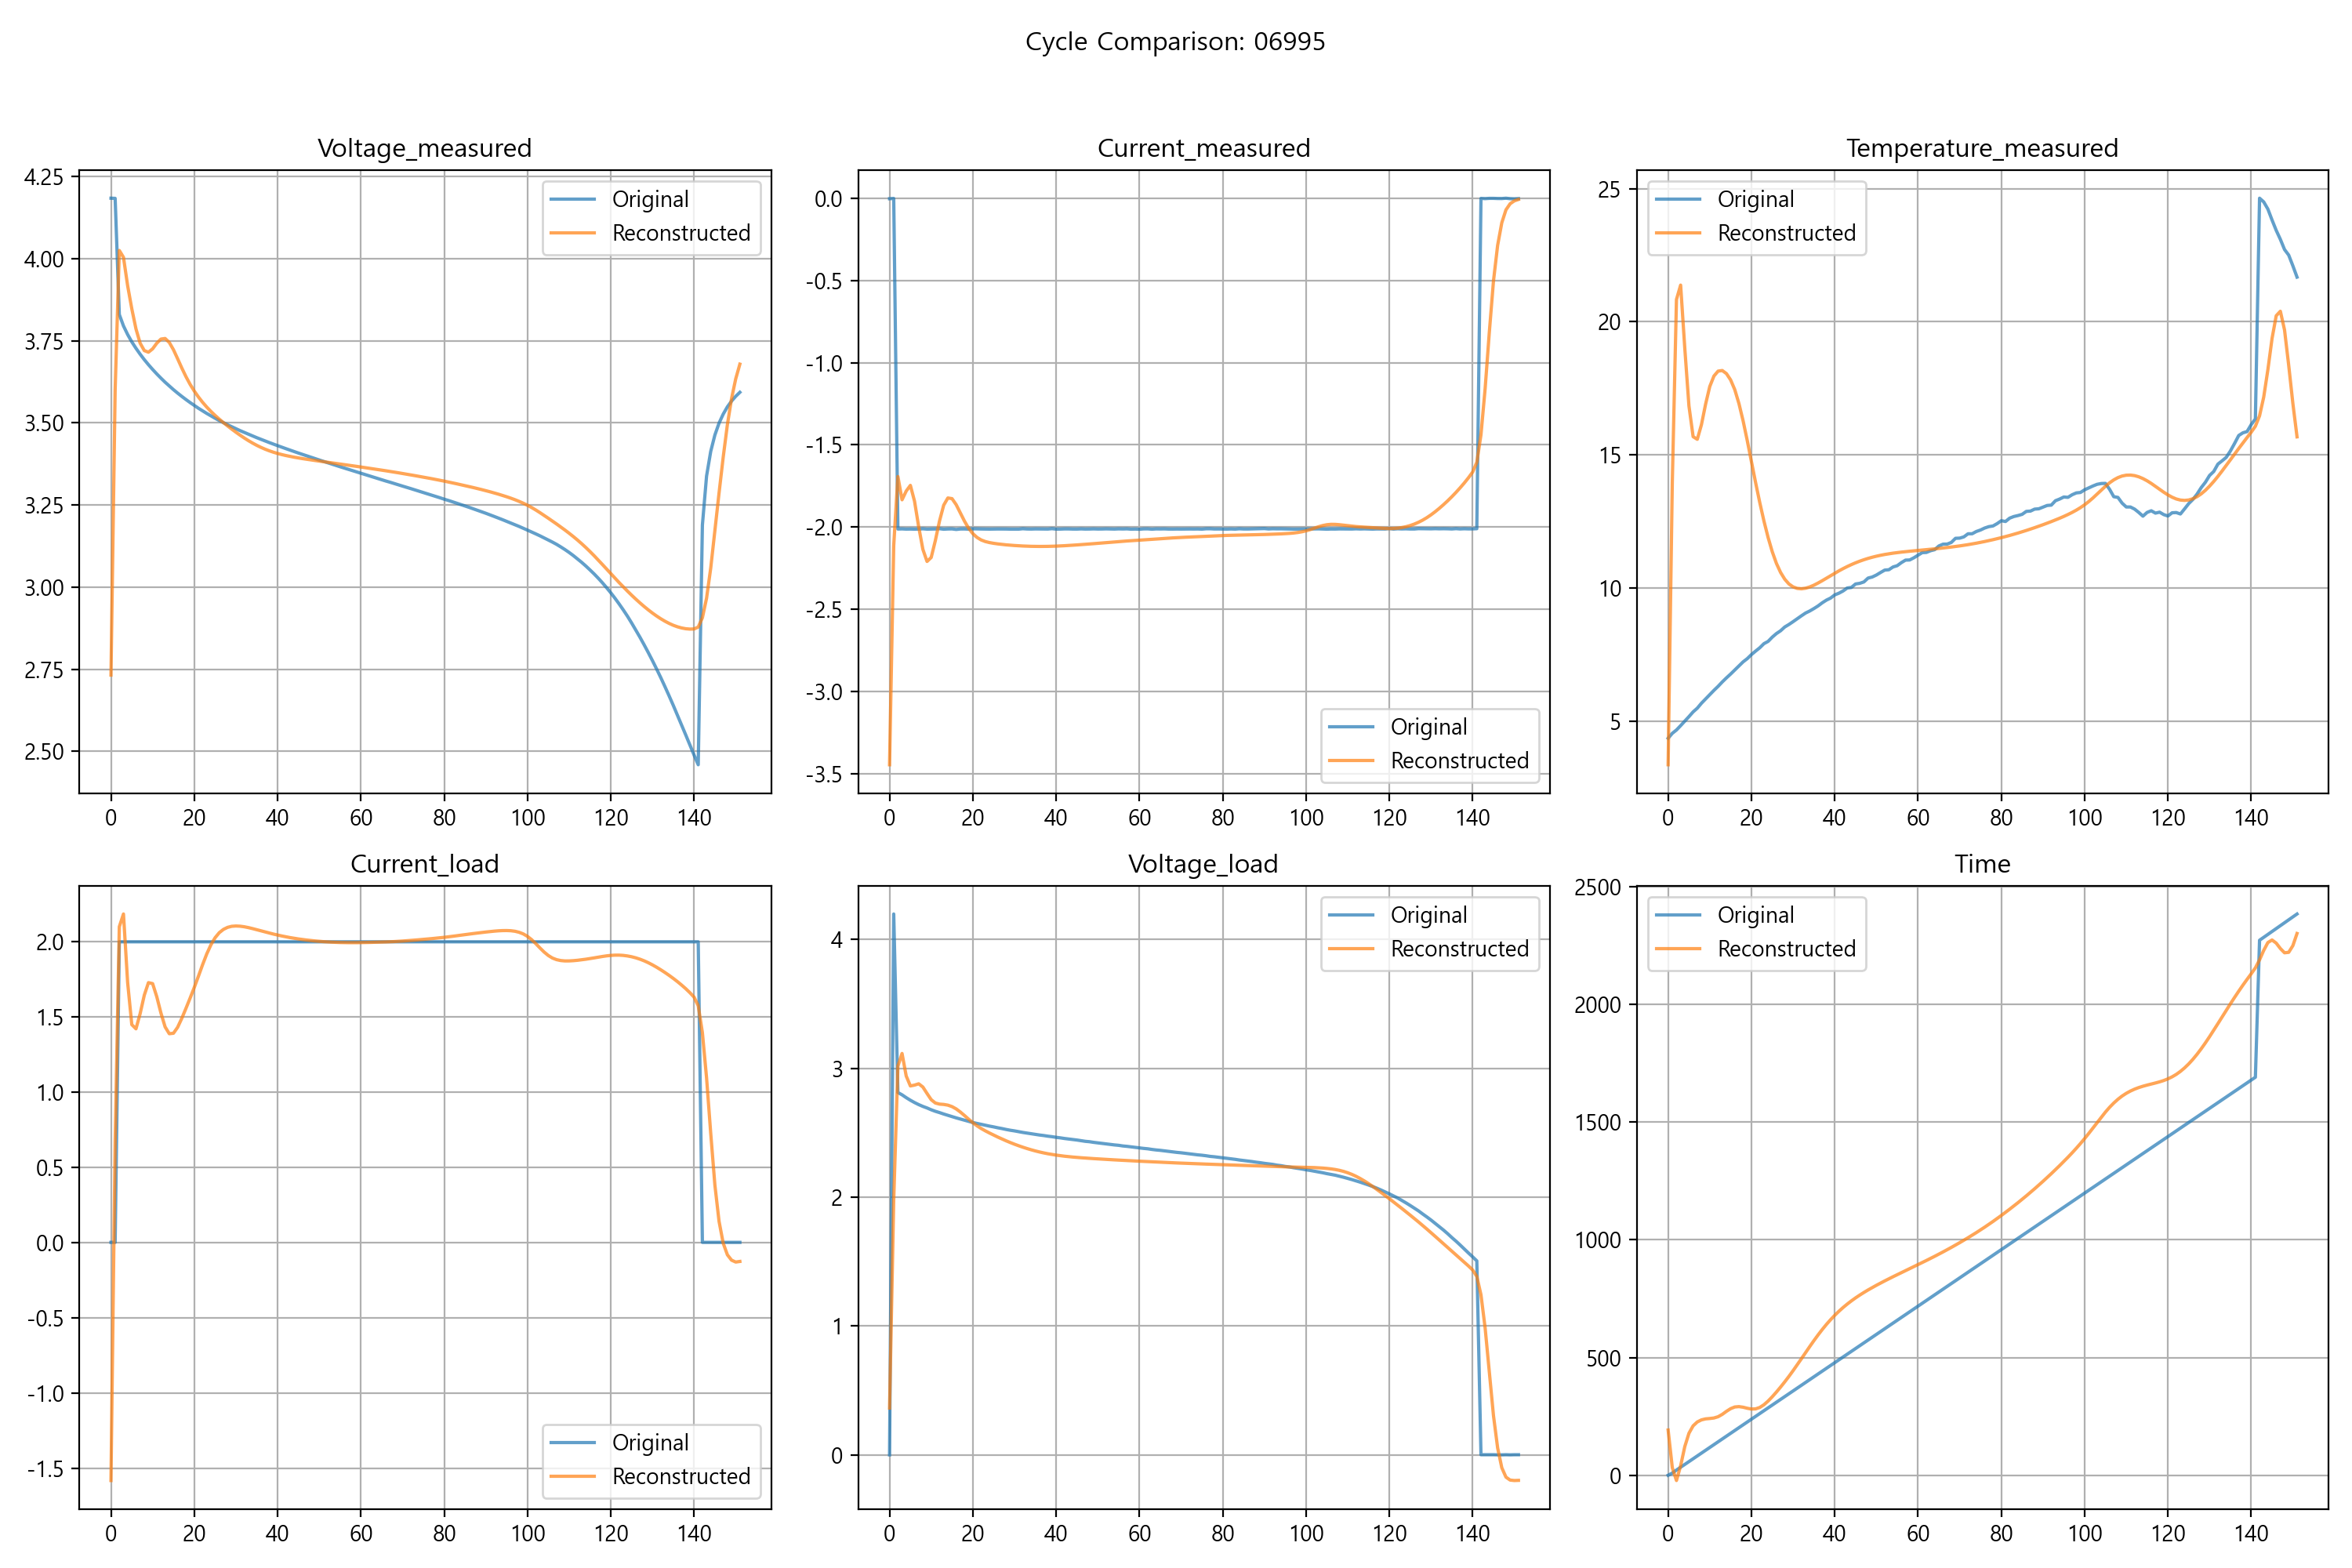 Cycle Comparison: 06995
Voltage_measured
4.25
4.00
3.75
3.50
3.25
3.00
2.75
2.50
0 20 40 60 80 100 120 140
Original
Reconstructed
Current_measured
0.0
-0.5
-1.0
-1.5
-2.0
-2.5
-3.0
-3.5
0 20 40 60 80 100 120 140
Original
Reconstructed
Temperature_measured
25
20
15
10
5
0 20 40 60 80 100 120 140
Original
Reconstructed
Current_load
2.0
1.5
1.0
0.5
0.0
-0.5
-1.0
-1.5
0 20 40 60 80 100 120 140
Original
Reconstructed
Voltage_load
4
3
2
1
0
0 20 40 60 80 100 120 140
Original
Reconstructed
Time
2500
2000
1500
1000
500
0
0 20 40 60 80 100 120 140
Original
Reconstructed